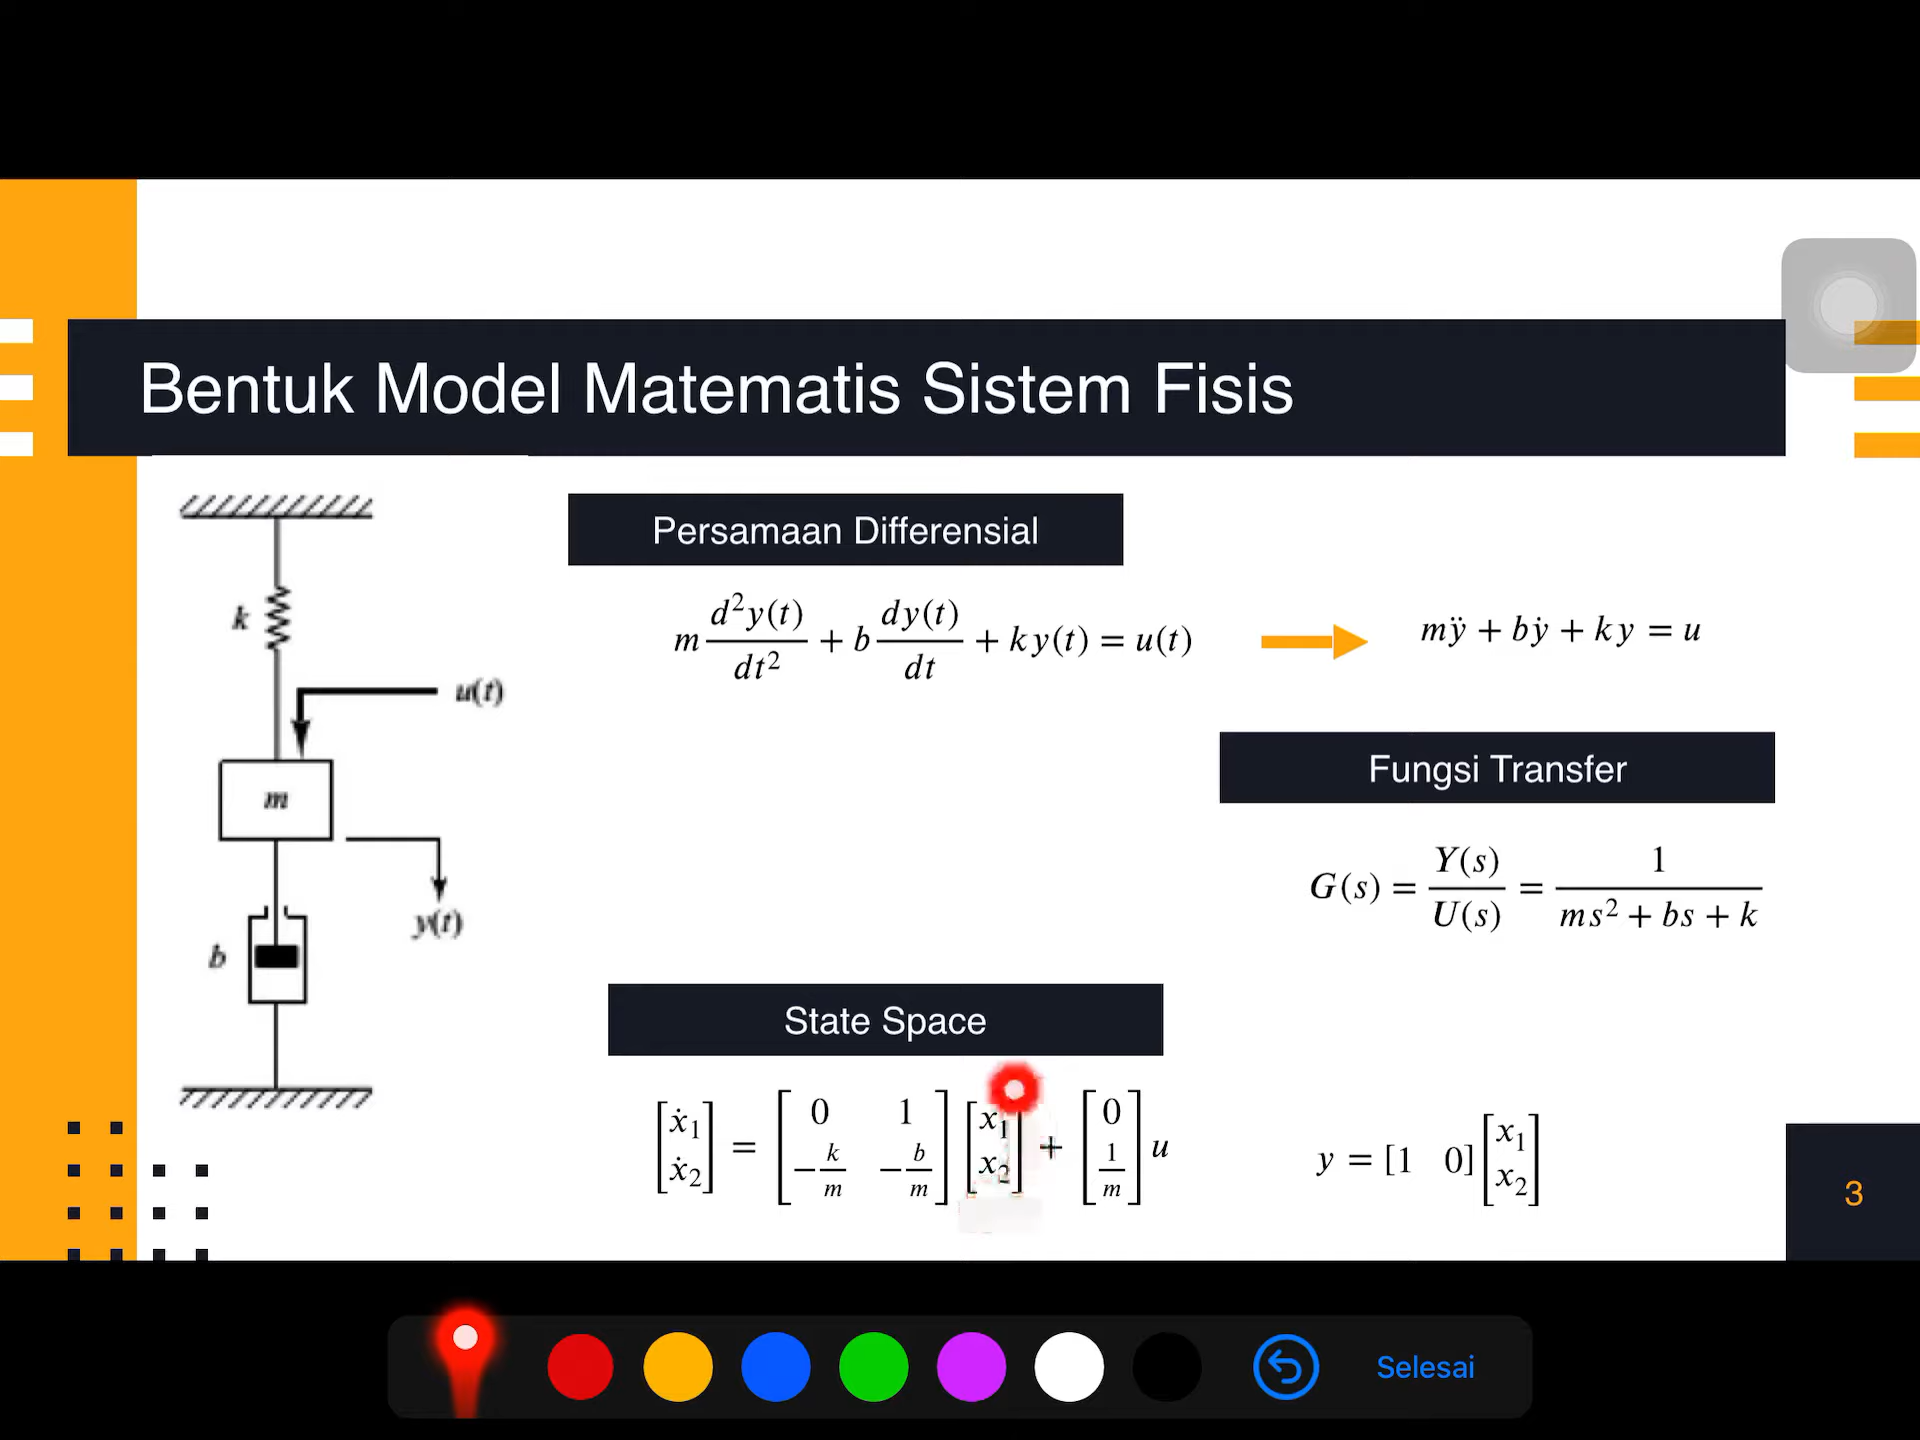 Bentuk Model Matematis Sistem Fisis
k
u(t)
m
y(t)
b
Persamaan Differensial
m d²y(t)/dt² + b dy(t)/dt + ky(t) = u(t)
mÿ + bẏ + ky = u
Fungsi Transfer
G(s) = Y(s)/U(s) = 1/(ms² + bs + k)
State Space
[ẋ₁ ẋ₂] = [0 1 −k/m −b/m] [x₁ x₂] + [0 1/m] u
y = [1 0] [x₁ x₂]
3
Selesai